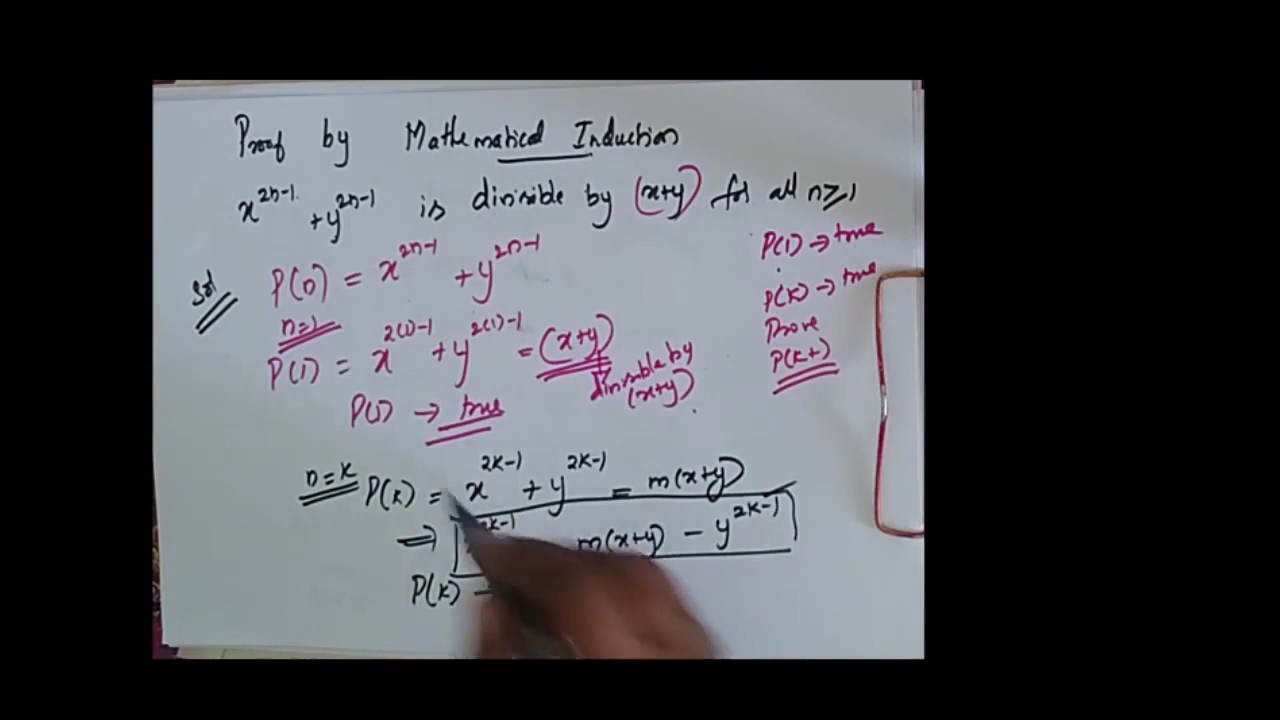 Proof by Mathematical Induction
x^{2n-1} + y^{2n-1} is divisible by (x+y) for all n≥1
Sol
P(n) = x^{2n-1} + y^{2n-1}
n=1
P(1) = x^{2(1)-1} + y^{2(1)-1} = (x+y)
divisible by
(x+y)
P(1) → true
P(1) → true
P(k) → true
Prove
P(k+)
n=k P(k) = x^{2k-1} + y^{2k-1} = m(x+y)
⇒ m(x+y) - y^{2k-1}
P(k)